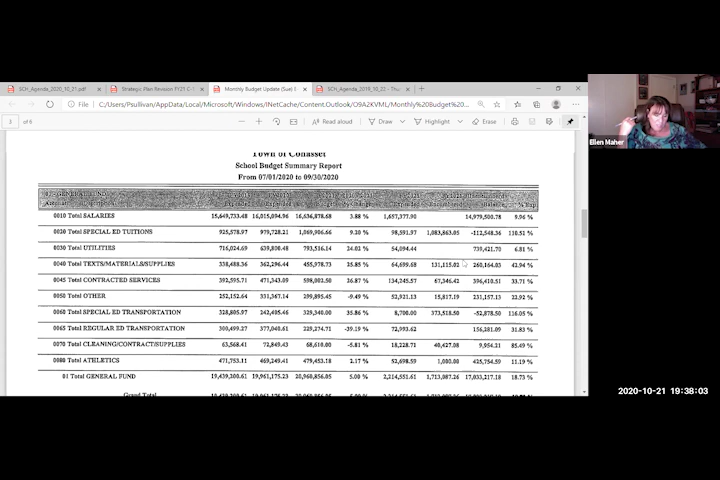 SCH_Agenda_2020_10_21.pdf
Strategic Plan Revision FY21 C-1
Monthly Budget Update (Sue) (
SCH_Agenda_2019_10_22 - Thu
File
C:/Users/Psullivan/AppData/Local/Microsoft/Windows/INetCache/Content.Outlook/O9A2KVML/Monthly%20Budget%20...
3 of 6
Read aloud
Draw
Highlight
Erase
Ellen Maher
Town of Cohasset
School Budget Summary Report
From 07/01/2020 to 09/30/2020
0010 Total SALARIES 15,649,733.48 16,015,094.96 16,636,878.68 3.88 % 1,657,377.90 14,979,500.78 9.96 %
0020 Total SPECIAL ED TUITIONS 925,578.97 979,728.21 1,069,906.66 9.20 % 98,591.97 1,083,863.05 -112,548.36 110.51 %
0030 Total UTILITIES 716,024.69 639,800.48 793,516.14 24.02 % 54,094.44 739,421.70 6.81 %
0040 Total TEXTS/MATERIALS/SUPPLIES 338,488.36 362,296.44 455,978.73 25.85 % 64,699.68 131,115.02 260,164.03 42.94 %
0045 Total CONTRACTED SERVICES 392,595.71 471,343.09 598,002.50 26.87 % 134,245.57 67,346.42 396,410.51 33.71 %
0050 Total OTHER 252,152.64 331,367.14 299,895.45 -9.49 % 52,921.13 15,817.19 231,157.13 22.92 %
0060 Total SPECIAL ED TRANSPORTATION 328,805.97 242,405.46 329,340.00 35.86 % 8,700.00 373,518.50 -52,878.50 116.05 %
0065 Total REGULAR ED TRANSPORTATION 300,499.27 377,040.61 229,274.71 -39.19 % 72,993.62 156,281.09 31.83 %
0070 Total CLEANING/CONTRACT/SUPPLIES 63,568.41 72,849.43 68,610.00 -5.81 % 18,228.71 40,427.08 9,954.21 85.49 %
0080 Total ATHLETICS 471,753.11 469,249.41 479,453.18 2.17 % 52,698.59 1,000.00 425,754.59 11.19 %
01 Total GENERAL FUND 19,439,200.61 19,961,175.23 20,960,856.05 5.00 % 2,214,551.61 1,713,087.26 17,033,217.18 18.73 %
Grand Total
2020-10-21 19:38:03